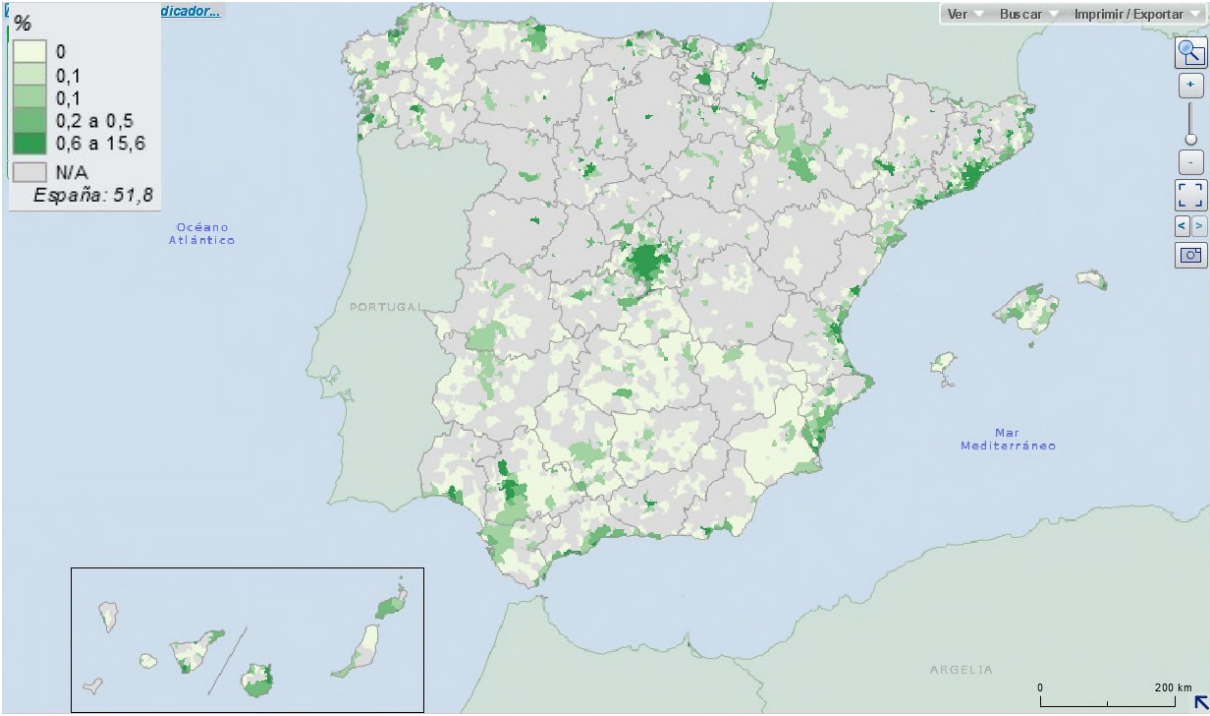 dicador...
Ver Buscar Imprimir / Exportar
%
0
0,1
0,1
0,2 a 0,5
0,6 a 15,6
N/A
España: 51,8
+
-
< >
Océano
Atlántico
PORTUGAL
Mar
Mediterráneo
ARGELIA
0 200 km